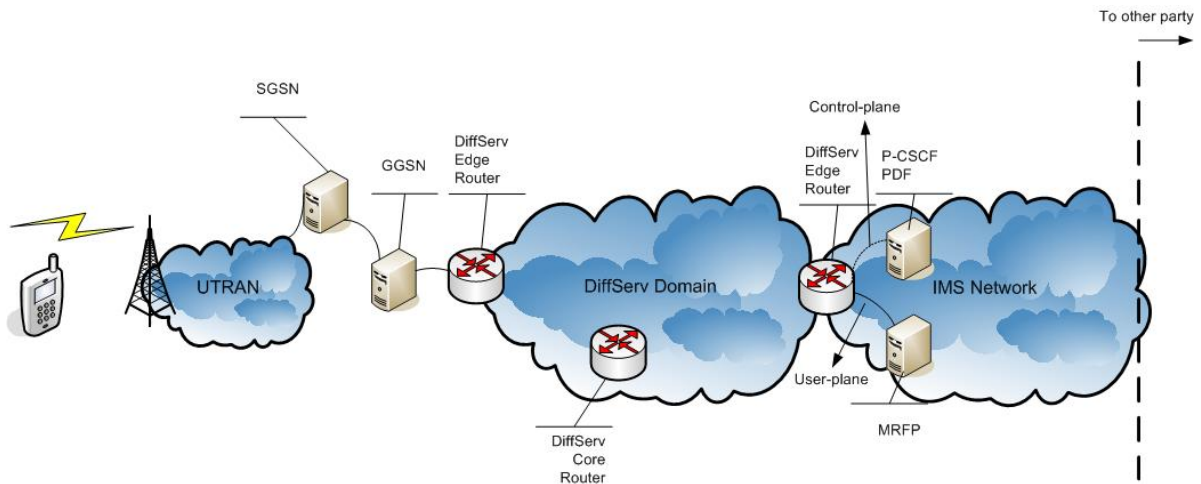 To other party
SGSN
Control-plane
DiffServ
Edge
Router
GGSN
DiffServ
Edge
Router
P-CSCF
PDF
UTRAN
DiffServ Domain
IMS Network
User-plane
MRFP
DiffServ
Core
Router